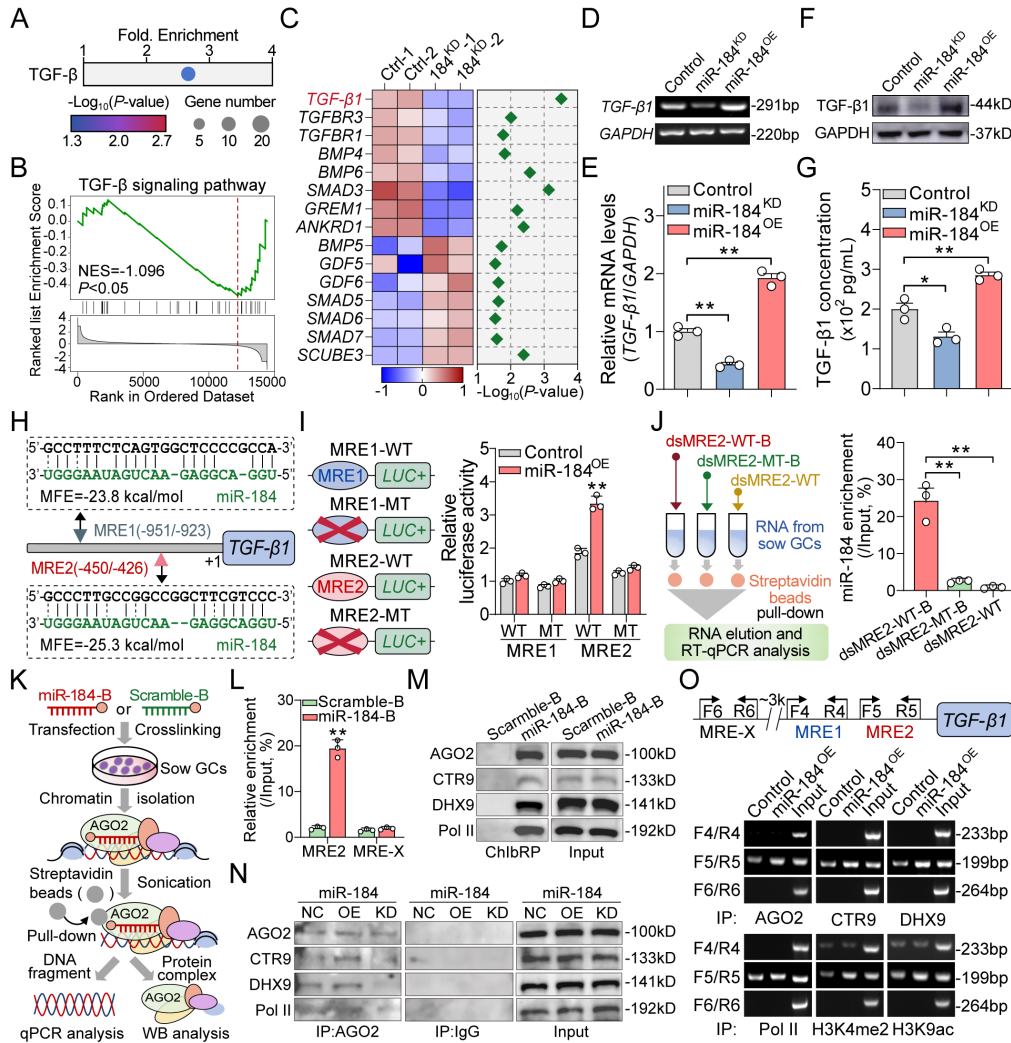 A
Fold. Enrichment
1 2 3 4
TGF-β
-Log10(P-value)
Gene number
1.3 2.0 2.7
5 10 20
B
TGF-β signaling pathway
Ranked list Enrichment Score
0.1
0.0
-0.1
-0.2
-0.3
-0.4
NES=-1.096
P<0.05
4
2
0
-2
-4
0 5000 10000 15000
Rank in Ordered Dataset
C
Ctrl-1
Ctrl-2
184KD-1
184KD-2
TGF-β1
TGFBR3
TGFBR1
BMP4
BMP6
SMAD3
GREM1
ANKRD1
BMP5
GDF5
GDF6
SMAD5
SMAD6
SMAD7
SCUBE3
-1 0 1
1 2 3 4
-Log10(P-value)
D
Control
miR-184KD
miR-184OE
TGF-β1
-291bp
GAPDH
-220bp
E
Relative mRNA levels
(TGF-β1/GAPDH)
0 1 2 3
Control
miR-184KD
miR-184OE
**
**
F
Control
miR-184KD
miR-184OE
TGF-β1
-44kD
GAPDH
-37kD
G
TGF-β1 concentration
(x10² pg/mL)
0 1 2 3 4 5
Control
miR-184KD
miR-184OE
**
*
H
5'-GCCTTTCTCAGTGGCTCCCCGCCA-3'
3'-UGGGAAUAGUCAA-GAGGCA-GGU-5'
MFE=-23.8 kcal/mol
miR-184
MRE1(-951/-923)
+1
TGF-β1
MRE2(-450/-426)
5'-GCCCTTGCCGGCCGGCTTCGTCCC-3'
3'-UGGGAAUAGUCAA--GAGGCAGGU-5'
MFE=-25.3 kcal/mol
miR-184
I
MRE1-WT
MRE1
LUC+
MRE1-MT
LUC+
MRE2-WT
MRE2
LUC+
MRE2-MT
LUC+
Relative
luciferase activity
0 1 2 3 4 5
Control
miR-184OE
**
WT MT WT MT
MRE1 MRE2
J
dsMRE2-WT-B
dsMRE2-MT-B
dsMRE2-WT
RNA from
sow GCs
Streptavidin
beads
pull-down
RNA elution and
RT-qPCR analysis
miR-184 enrichement
(/Input, %)
0 10 20 30 40
**
**
dsMRE2-WT-B
dsMRE2-MT-B
dsMRE2-WT
K
miR-184-B or Scramble-B
Transfection Crosslinking
Sow GCs
Chromatin isolation
AGO2
Streptavidin
beads ( )
Sonication
AGO2
Pull-down
DNA
fragment
Protein
complex
AGO2
qPCR analysis
WB analysis
L
Relative enrichment
(/Input, %)
0 10 20 30
Scramble-B
miR-184-B
**
MRE2 MRE-X
M
Scarmble-B
miR-184-B
Scramble-B
miR-184-B
AGO2
-100kD
CTR9
-133kD
DHX9
-141kD
Pol II
-192kD
ChIbRP Input
N
miR-184 miR-184 miR-184
NC OE KD NC OE KD NC OE KD
AGO2
-100kD
CTR9
-133kD
DHX9
-141kD
Pol II
-192kD
IP:AGO2 IP:IgG Input
O
F6 R6 ~3k F4 R4 F5 R5
MRE-X MRE1 MRE2
TGF-β1
Control
miR-184OE
Input
Control
miR-184OE
Input
Control
miR-184OE
Input
F4/R4
-233bp
F5/R5
-199bp
F6/R6
-264bp
IP: AGO2 CTR9 DHX9
F4/R4
-233bp
F5/R5
-199bp
F6/R6
-264bp
IP: Pol II H3K4me2 H3K9ac